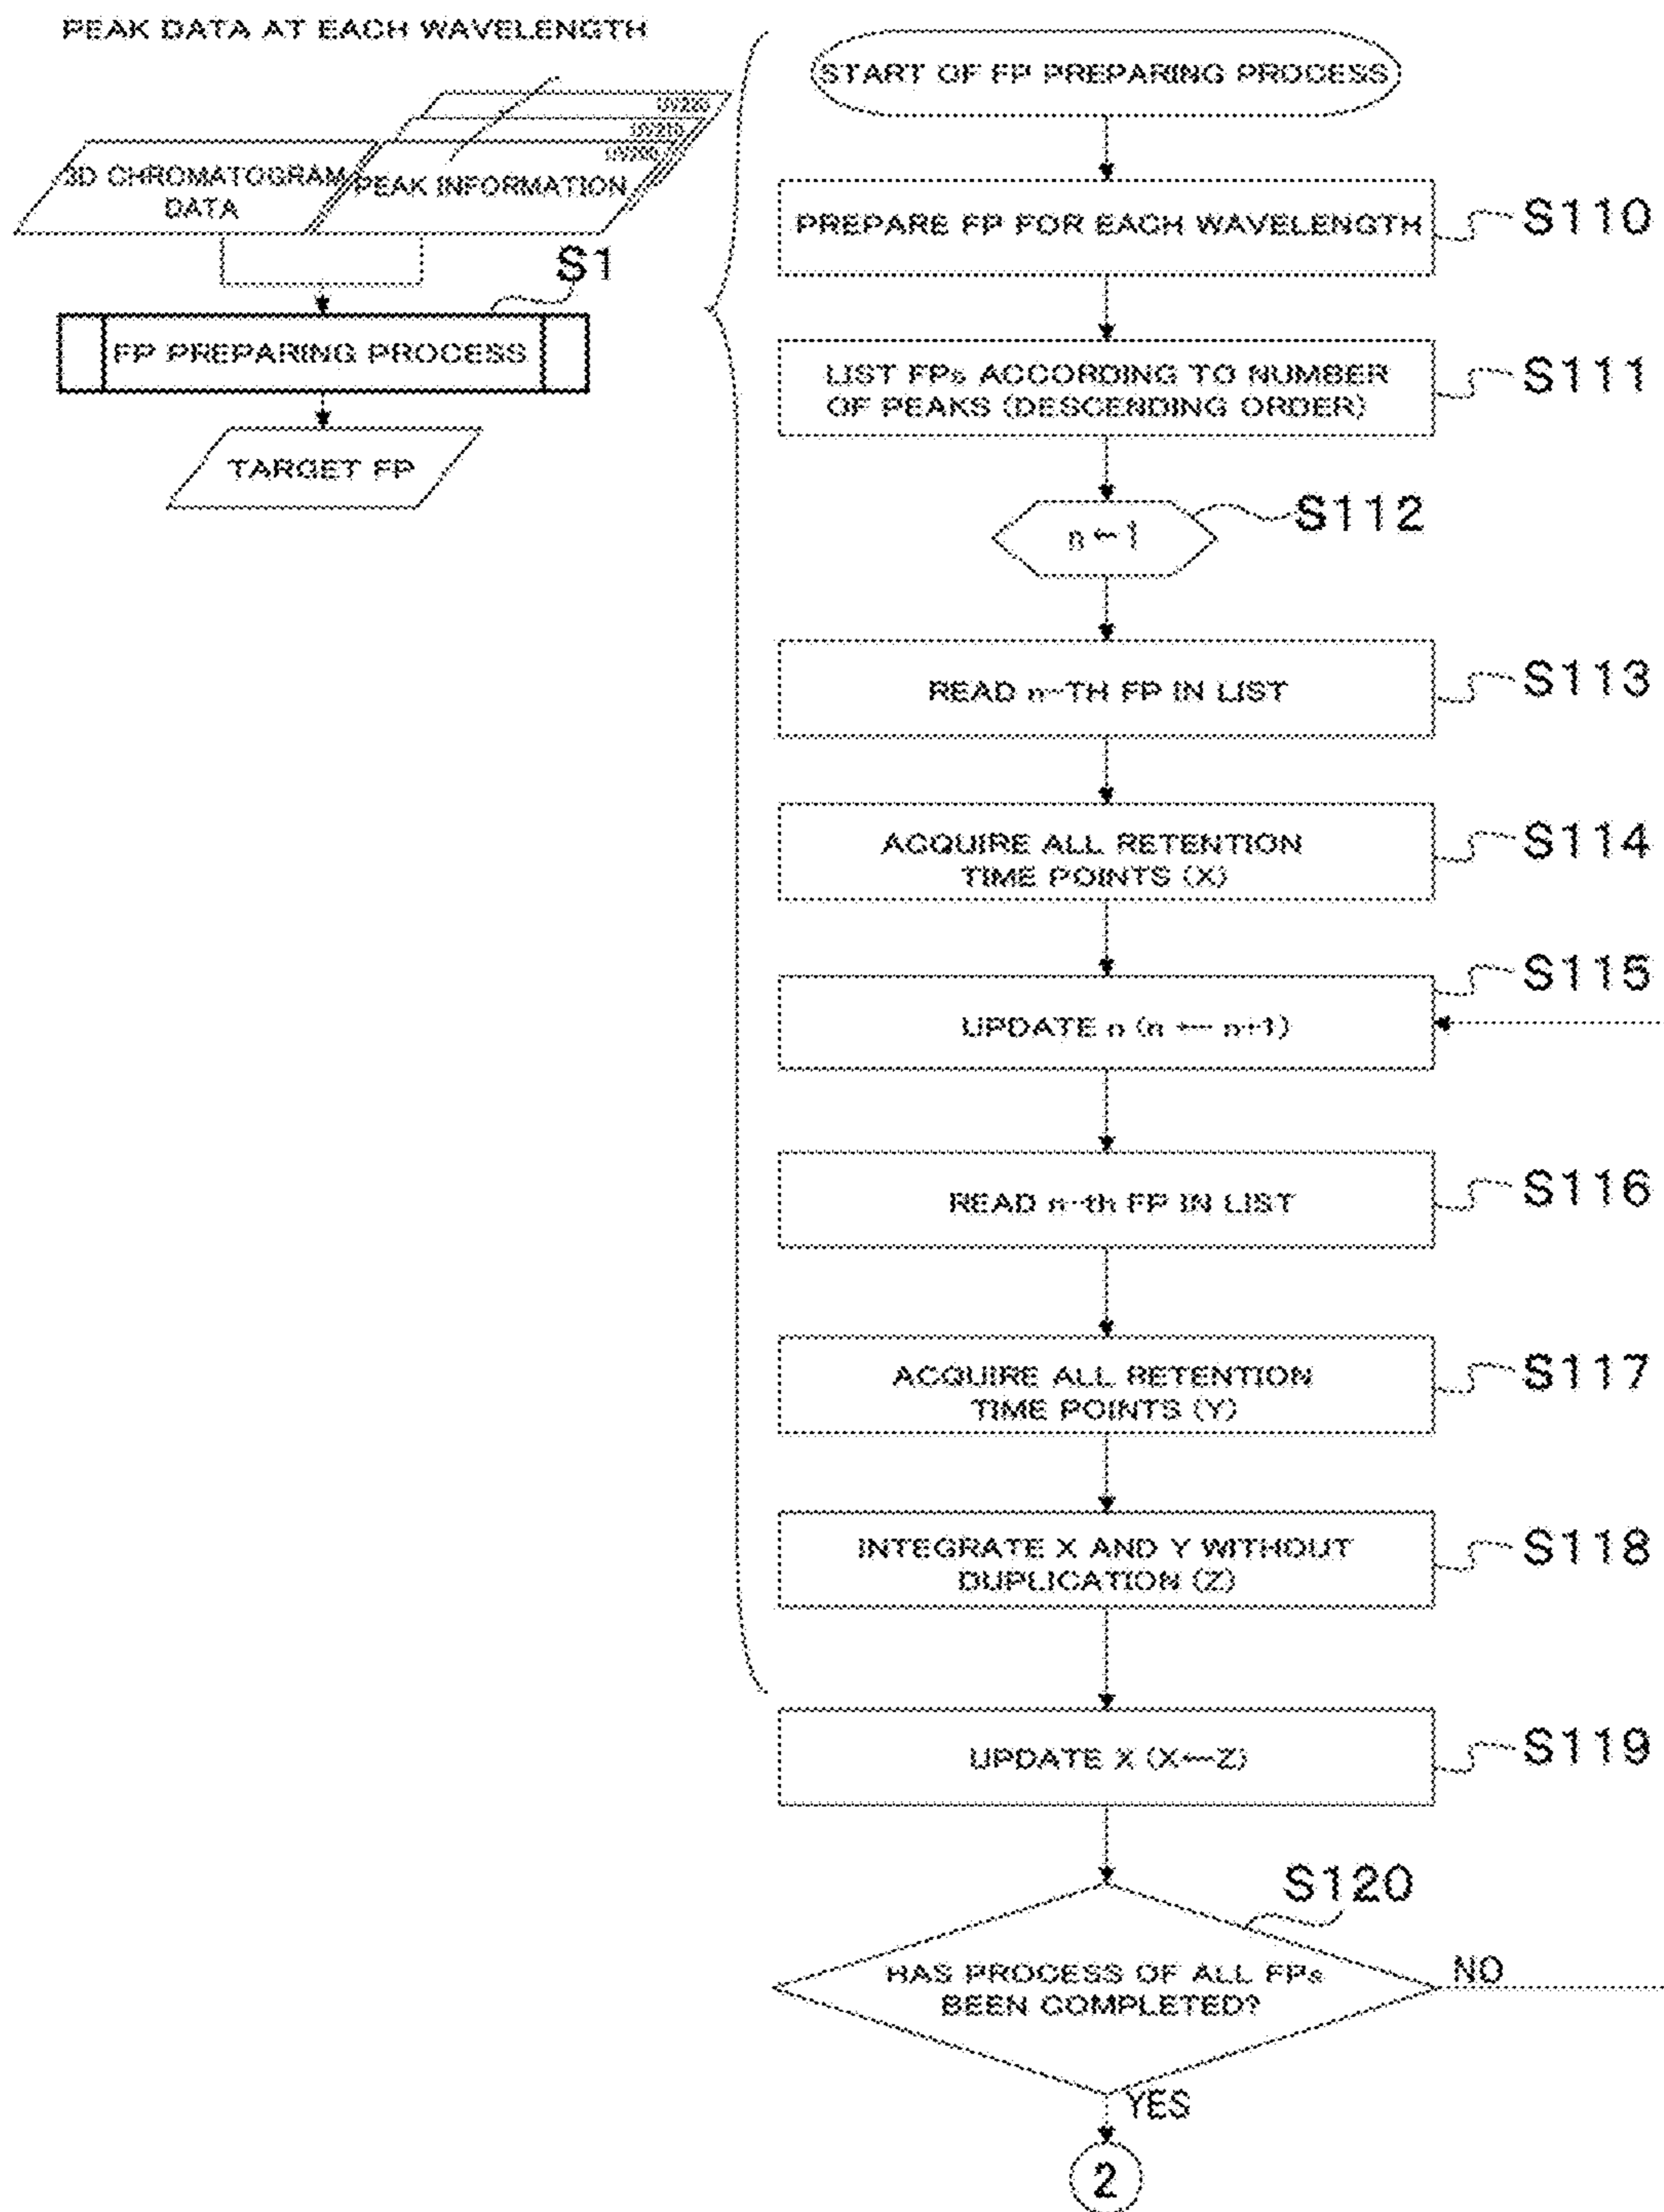 PEAK DATA AT EACH WAVELENGTH
3D CHROMATOGRAM
DATA
PEAK INFORMATION
S1
FP PREPARING PROCESS
TARGET FP
START OF FP PREPARING PROCESS
PREPARE FP FOR EACH WAVELENGTH
S110
LIST FPs ACCORDING TO NUMBER
OF PEAKS (DESCENDING ORDER)
S111
n ← 1
S112
READ n-TH FP IN LIST
S113
ACQUIRE ALL RETENTION
TIME POINTS (X)
S114
UPDATE n (n ← n+1)
S115
READ n-th FP IN LIST
S116
ACQUIRE ALL RETENTION
TIME POINTS (Y)
S117
INTEGRATE X AND Y WITHOUT
DUPLICATION (Z)
S118
UPDATE X (X←Z)
S119
HAS PROCESS OF ALL FPs
BEEN COMPLETED?
S120
NO
YES
2